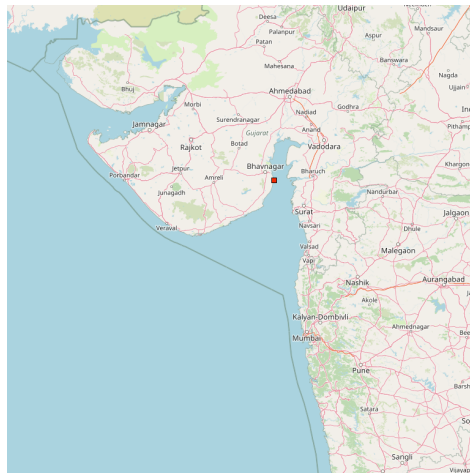 Udaipur
Deesa
Palanpur
Aspur
Mandsaur
Patan
Mahesana
Banswara
Nagda
Bhuj
Ahmedabad
Ujjain
Morbi
Godhra
Jamnagar
Surendranagar
Nadiad
Gujarat
Anand
Rajkot
Botad
Vadodara
Khargon
Jetpur
Amreli
Bhavnagar
Bharuch
Porbandar
Junagadh
Nandurbar
Surat
Jalgaon
Veraval
Navsari
Dhule
Valsad
Malegaon
Vapi
Nashik
Aurangabad
Akole
Kalyan-Dombivli
Ahmednagar
Mumbai
Pune
Satara
Sangli